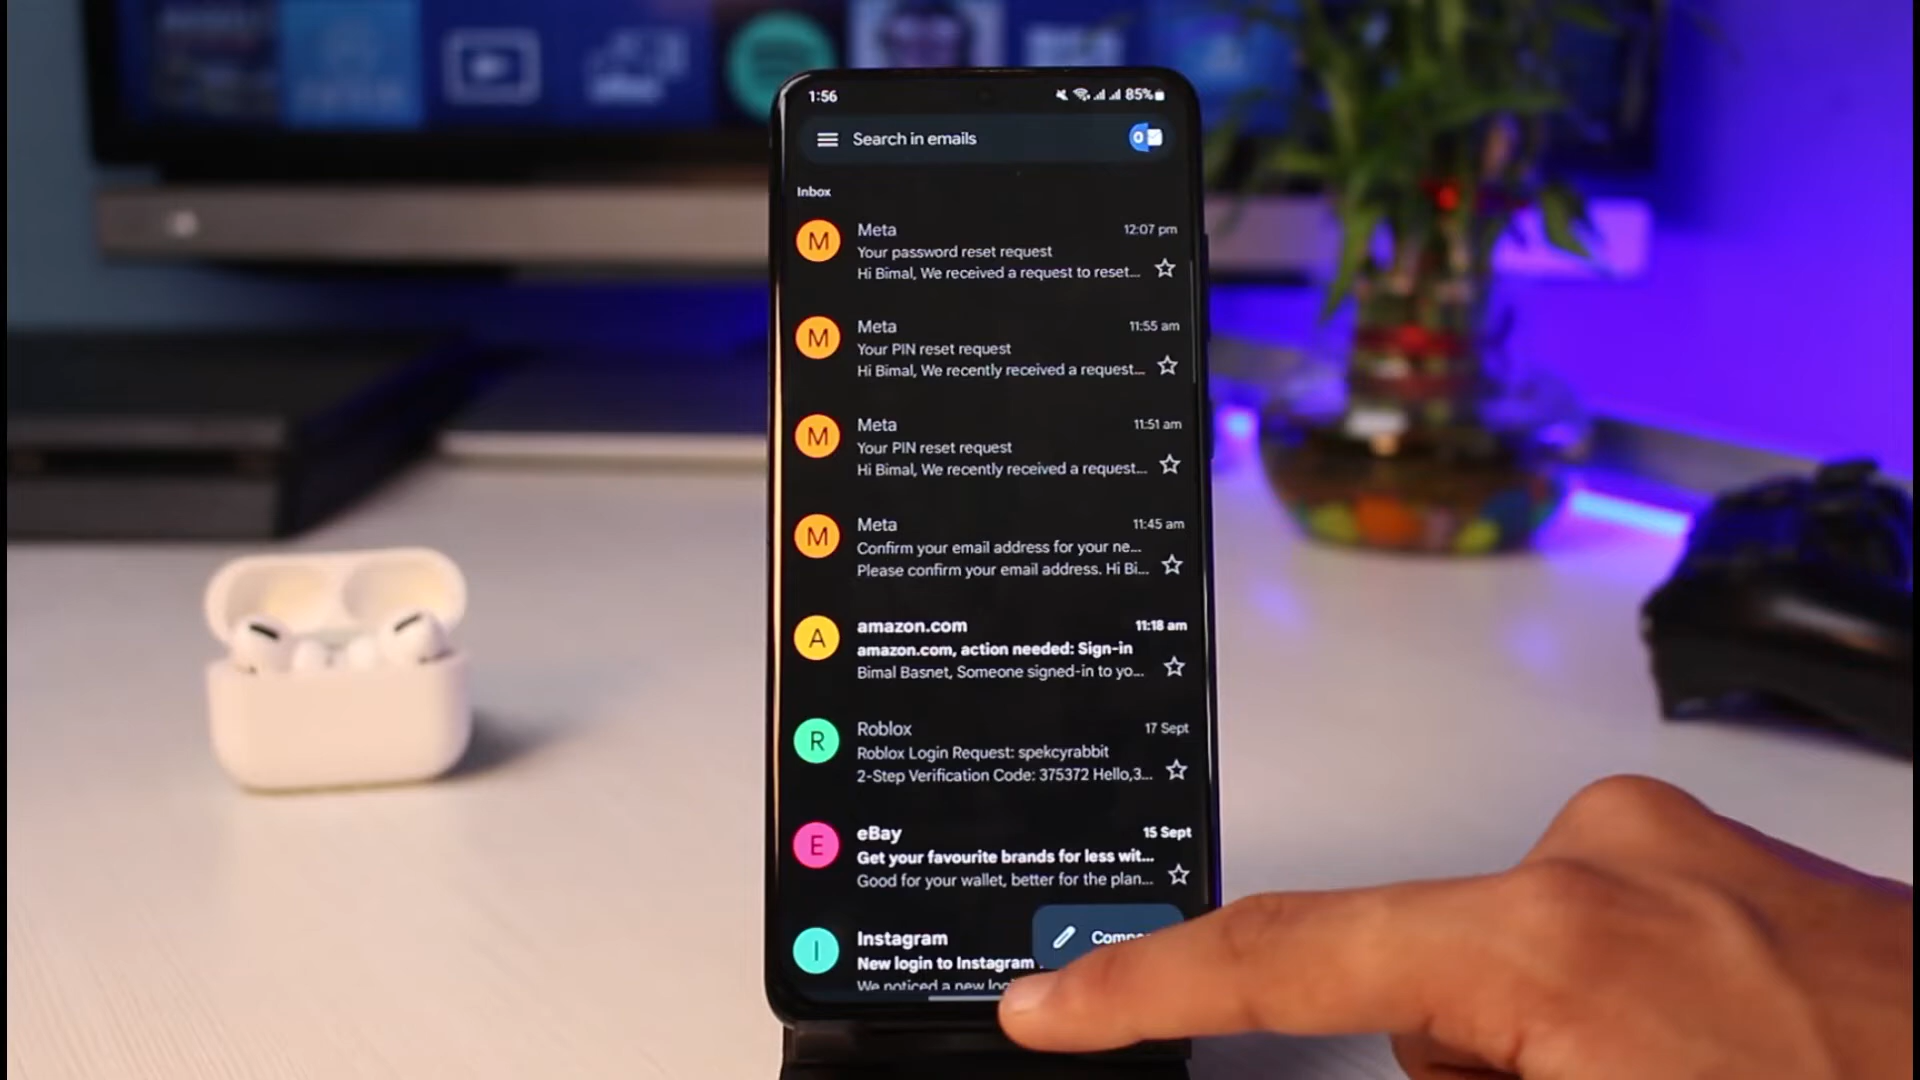 1:56
85%
Search in emails
Inbox
M
Meta
12:07 pm
Your password reset request
Hi Bimal, We received a request to reset...
M
Meta
11:55 am
Your PIN reset request
Hi Bimal, We recently received a request...
M
Meta
11:51 am
Your PIN reset request
Hi Bimal, We recently received a request...
M
Meta
11:45 am
Confirm your email address for your ne...
Please confirm your email address. Hi Bi...
A
amazon.com
11:18 am
amazon.com, action needed: Sign-in
Bimal Basnet, Someone signed-in to yo...
R
Roblox
17 Sept
Roblox Login Request: spekcyrabbit
2-Step Verification Code: 375372 Hello,3...
E
eBay
15 Sept
Get your favourite brands for less wit...
Good for your wallet, better for the plan...
I
Instagram
New login to Instagram
We noticed a new